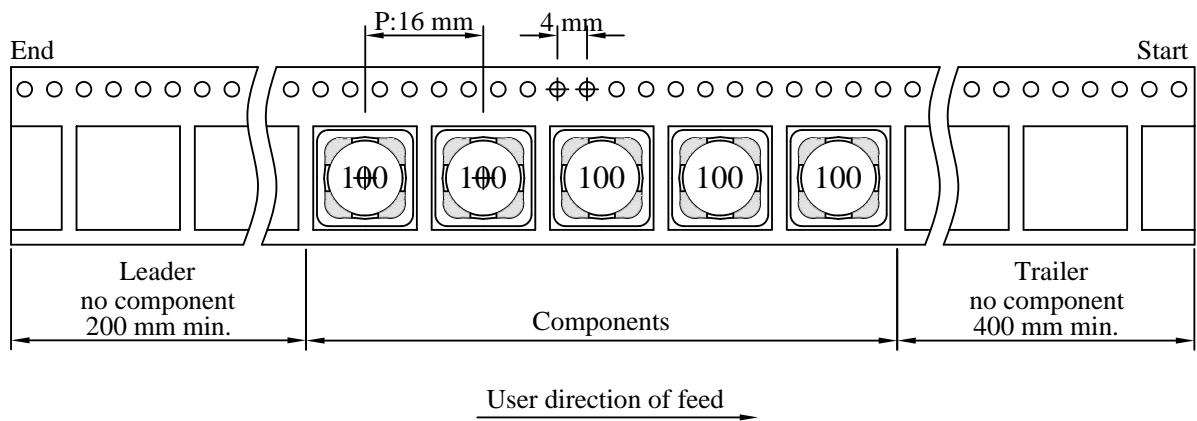 P:16 mm
4 mm
End
Start
100 100 100 100 100
Leader
no component
200 mm min.
Components
Trailer
no component
400 mm min.
User direction of feed